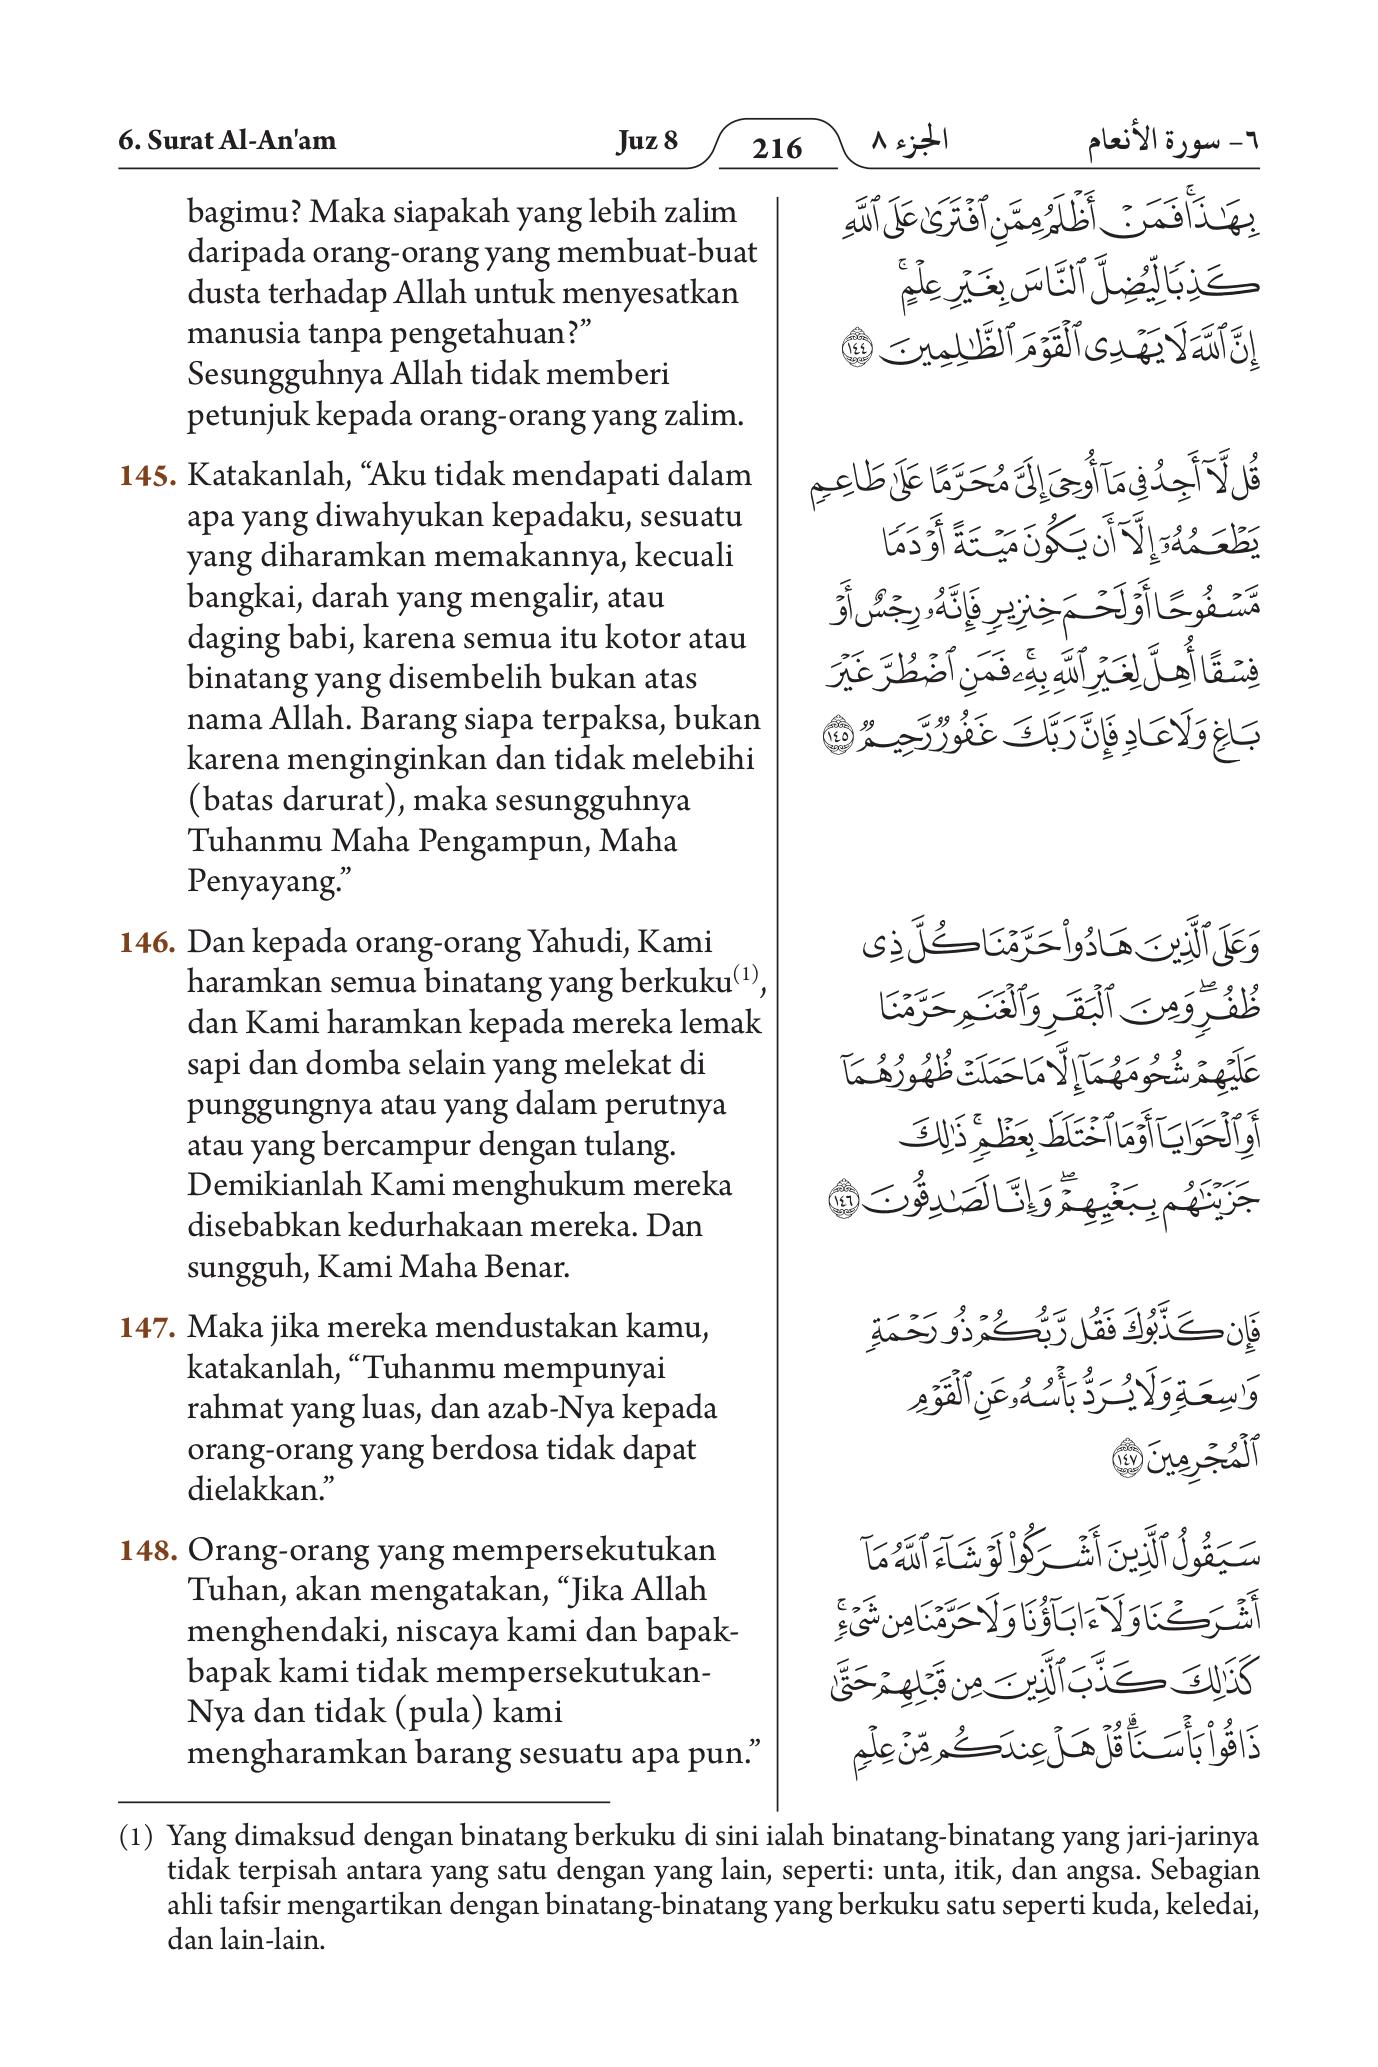 6. Surat Al-An'am Juz 8 216 الجزء ٨ ٦- سورة الأنعام
bagimu? Maka siapakah yang lebih zalim
daripada orang-orang yang membuat-buat
dusta terhadap Allah untuk menyesatkan
manusia tanpa pengetahuan?”
Sesungguhnya Allah tidak memberi
petunjuk kepada orang-orang yang zalim.
145. Katakanlah, “Aku tidak mendapati dalam
apa yang diwahyukan kepadaku, sesuatu
yang diharamkan memakannya, kecuali
bangkai, darah yang mengalir, atau
daging babi, karena semua itu kotor atau
binatang yang disembelih bukan atas
nama Allah. Barang siapa terpaksa, bukan
karena menginginkan dan tidak melebihi
(batas darurat), maka sesungguhnya
Tuhanmu Maha Pengampun, Maha
Penyayang.”
146. Dan kepada orang-orang Yahudi, Kami
haramkan semua binatang yang berkuku(1),
dan Kami haramkan kepada mereka lemak
sapi dan domba selain yang melekat di
punggungnya atau yang dalam perutnya
atau yang bercampur dengan tulang.
Demikianlah Kami menghukum mereka
disebabkan kedurhakaan mereka. Dan
sungguh, Kami Maha Benar.
147. Maka jika mereka mendustakan kamu,
katakanlah, “Tuhanmu mempunyai
rahmat yang luas, dan azab-Nya kepada
orang-orang yang berdosa tidak dapat
dielakkan.”
148. Orang-orang yang mempersekutukan
Tuhan, akan mengatakan, “Jika Allah
menghendaki, niscaya kami dan bapak-
bapak kami tidak mempersekutukan-
Nya dan tidak (pula) kami
mengharamkan barang sesuatu apa pun.”
بِهَٰذَاۚ فَمَنۡ أَظۡلَمُ مِمَّنِ ٱفۡتَرَىٰ عَلَى ٱللَّهِ
كَذِبٗا لِّيُضِلَّ ٱلنَّاسَ بِغَيۡرِ عِلۡمٍۚ
إِنَّ ٱللَّهَ لَا يَهۡدِي ٱلۡقَوۡمَ ٱلظَّٰلِمِينَ ١٤٤
قُل لَّآ أَجِدُ فِي مَآ أُوحِيَ إِلَيَّ مُحَرَّمًا عَلَىٰ طَاعِمٖ
يَطۡعَمُهُۥٓ إِلَّآ أَن يَكُونَ مَيۡتَةً أَوۡ دَمٗا
مَّسۡفُوحًا أَوۡ لَحۡمَ خِنزِيرٖ فَإِنَّهُۥ رِجۡسٌ أَوۡ
فِسۡقًا أُهِلَّ لِغَيۡرِ ٱللَّهِ بِهِۦۚ فَمَنِ ٱضۡطُرَّ غَيۡرَ
بَاغٖ وَلَا عَادٖ فَإِنَّ رَبَّكَ غَفُورٞ رَّحِيمٞ ١٤٥
وَعَلَى ٱلَّذِينَ هَادُواْ حَرَّمۡنَا كُلَّ ذِي
ظُفُرٖۖ وَمِنَ ٱلۡبَقَرِ وَٱلۡغَنَمِ حَرَّمۡنَا
عَلَيۡهِمۡ شُحُومَهُمَآ إِلَّا مَا حَمَلَتۡ ظُهُورُهُمَآ
أَوِ ٱلۡحَوَايَآ أَوۡ مَا ٱخۡتَلَطَ بِعَظۡمٖۚ ذَٰلِكَ
جَزَيۡنَٰهُم بِبَغۡيِهِمۡۖ وَإِنَّا لَصَٰدِقُونَ ١٤٦
فَإِن كَذَّبُوكَ فَقُل رَّبُّكُمۡ ذُو رَحۡمَةٖ
وَٰسِعَةٖ وَلَا يُرَدُّ بَأۡسُهُۥ عَنِ ٱلۡقَوۡمِ
ٱلۡمُجۡرِمِينَ ١٤٧
سَيَقُولُ ٱلَّذِينَ أَشۡرَكُواْ لَوۡ شَآءَ ٱللَّهُ مَآ
أَشۡرَكۡنَا وَلَآ ءَابَآؤُنَا وَلَا حَرَّمۡنَا مِن شَيۡءٖۚ
كَذَٰلِكَ كَذَّبَ ٱلَّذِينَ مِن قَبۡلِهِمۡ حَتَّىٰ
ذَاقُواْ بَأۡسَنَاۗ قُلۡ هَلۡ عِندَكُم مِّنۡ عِلۡمٖ
(1) Yang dimaksud dengan binatang berkuku di sini ialah binatang-binatang yang jari-jarinya
tidak terpisah antara yang satu dengan yang lain, seperti: unta, itik, dan angsa. Sebagian
ahli tafsir mengartikan dengan binatang-binatang yang berkuku satu seperti kuda, keledai,
dan lain-lain.